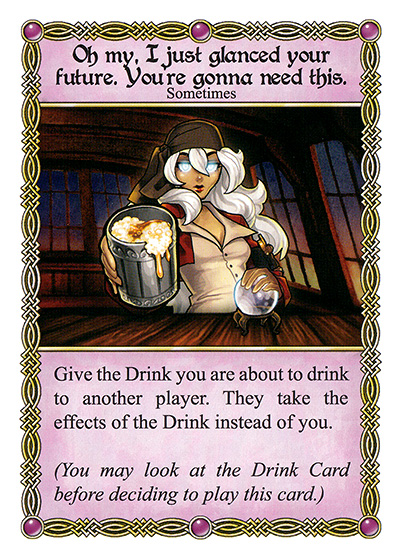 Oh my, I just glanced your
future. You're gonna need this.
Sometimes
Give the Drink you are about to drink
to another player. They take the
effects of the Drink instead of you.
(You may look at the Drink Card
before deciding to play this card.)